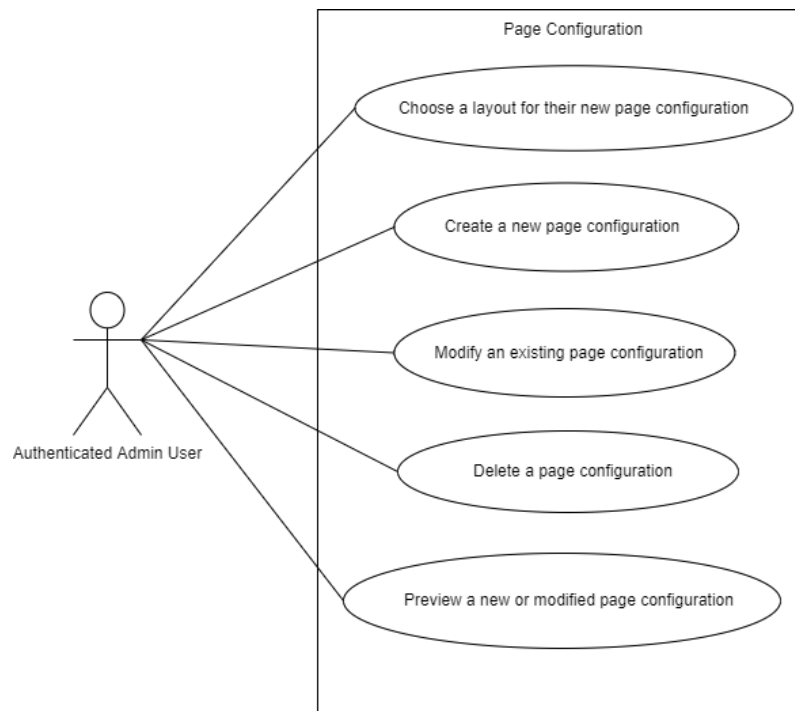 Page Configuration
Choose a layout for their new page configuration
Create a new page configuration
Modify an existing page configuration
Authenticated Admin User
Delete a page configuration
Preview a new or modified page configuration